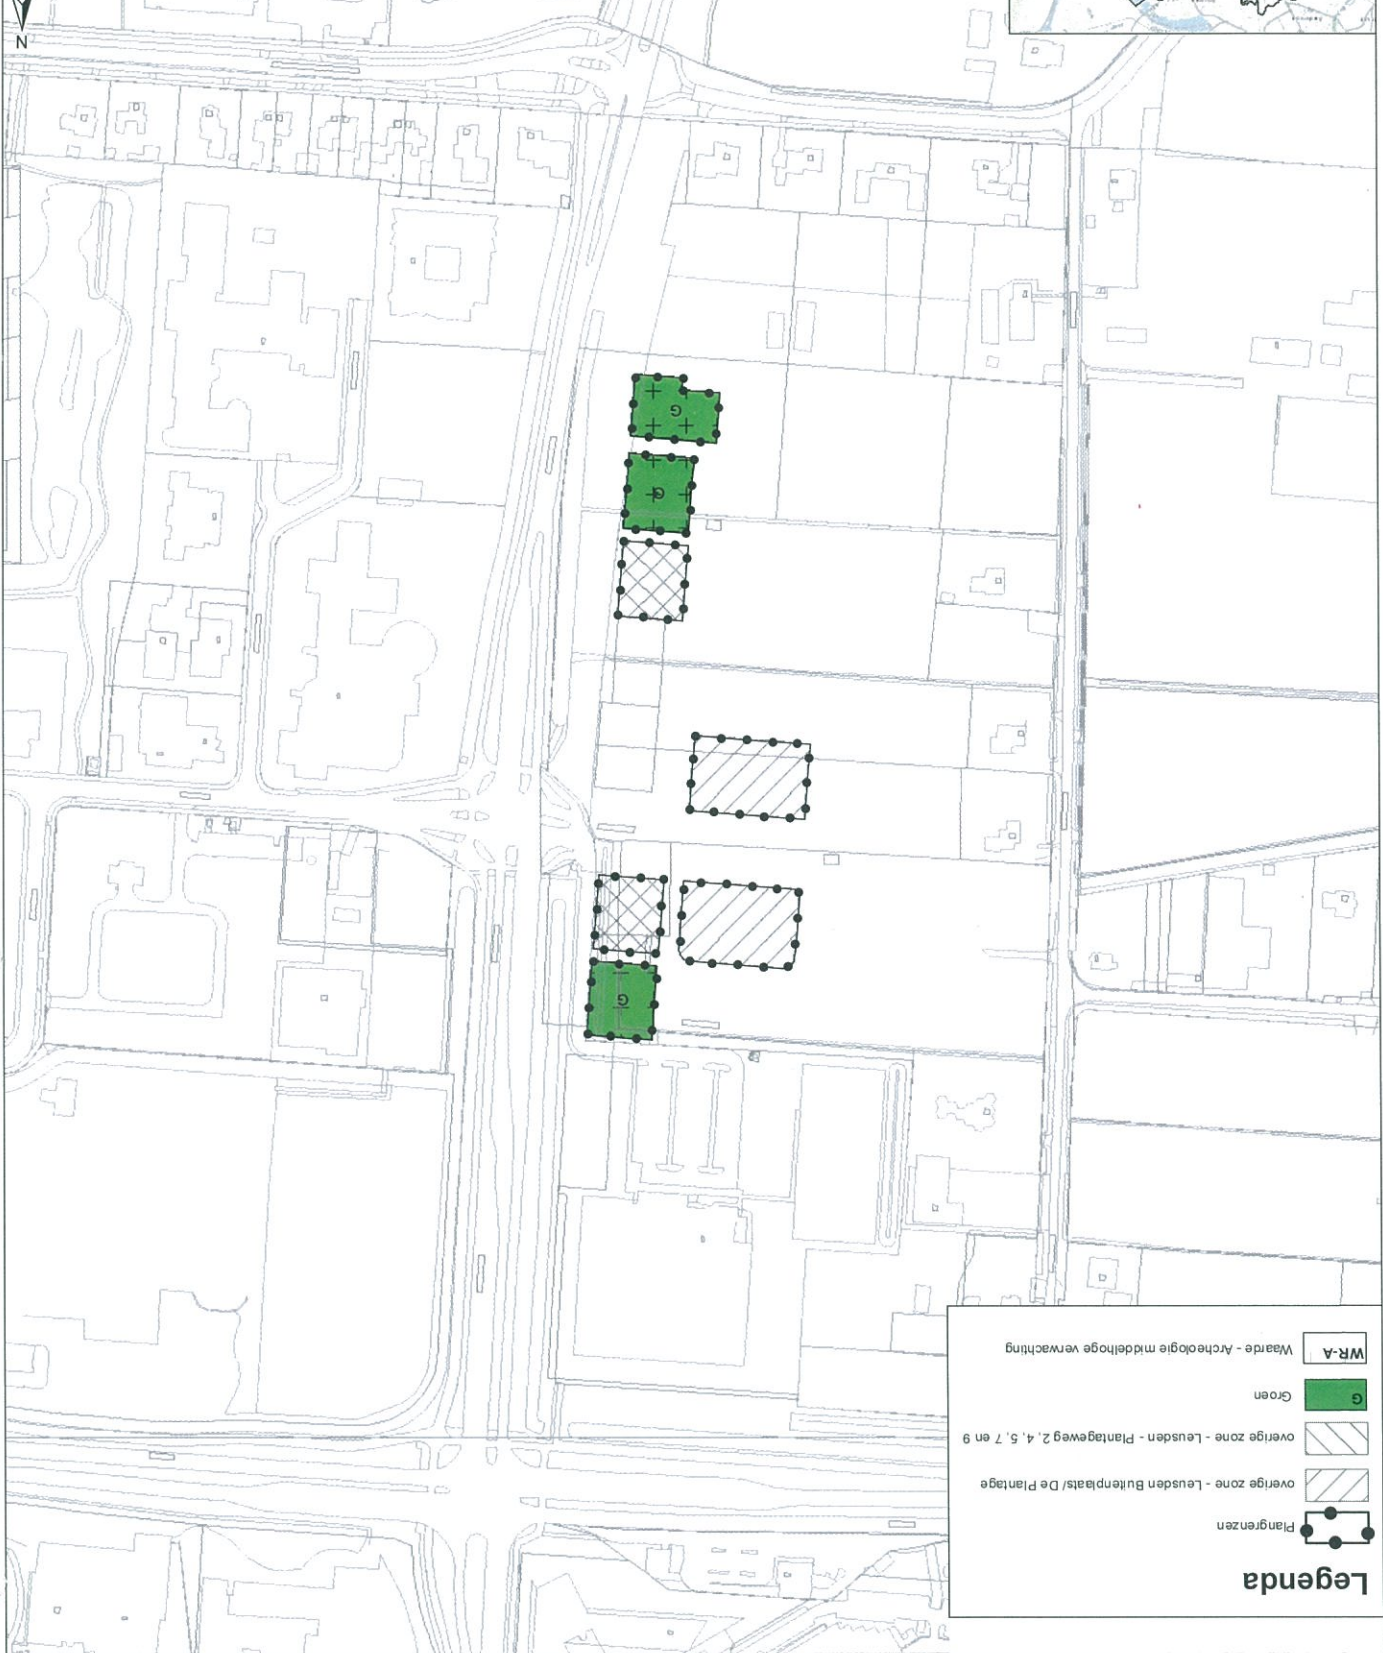 Legenda
Plangrenzen
overige zone - Leusden Buitenplaats/ De Plantage
overige zone - Leusden - Plantageweg 2, 4, 5, 7 en 9
G Groen
WR-A Waarde - Archeologie middelhoge verwachting
G
G
G
N